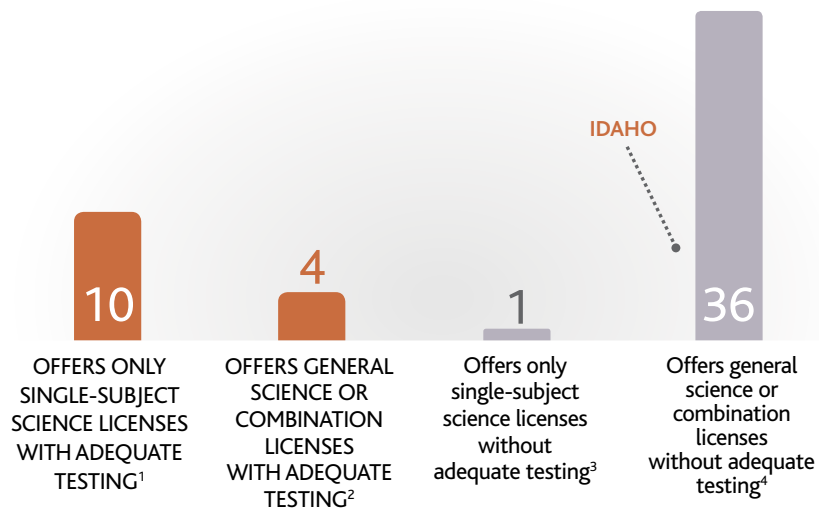 IDAHO
10
4
1
36
OFFERS ONLY
SINGLE-SUBJECT
SCIENCE LICENSES
WITH ADEQUATE
TESTING¹
OFFERS GENERAL
SCIENCE OR
COMBINATION
LICENSES
WITH ADEQUATE
TESTING²
Offers only
single-subject
science licenses
without
adequate testing³
Offers general
science or
combination
licenses
without adequate
testing⁴